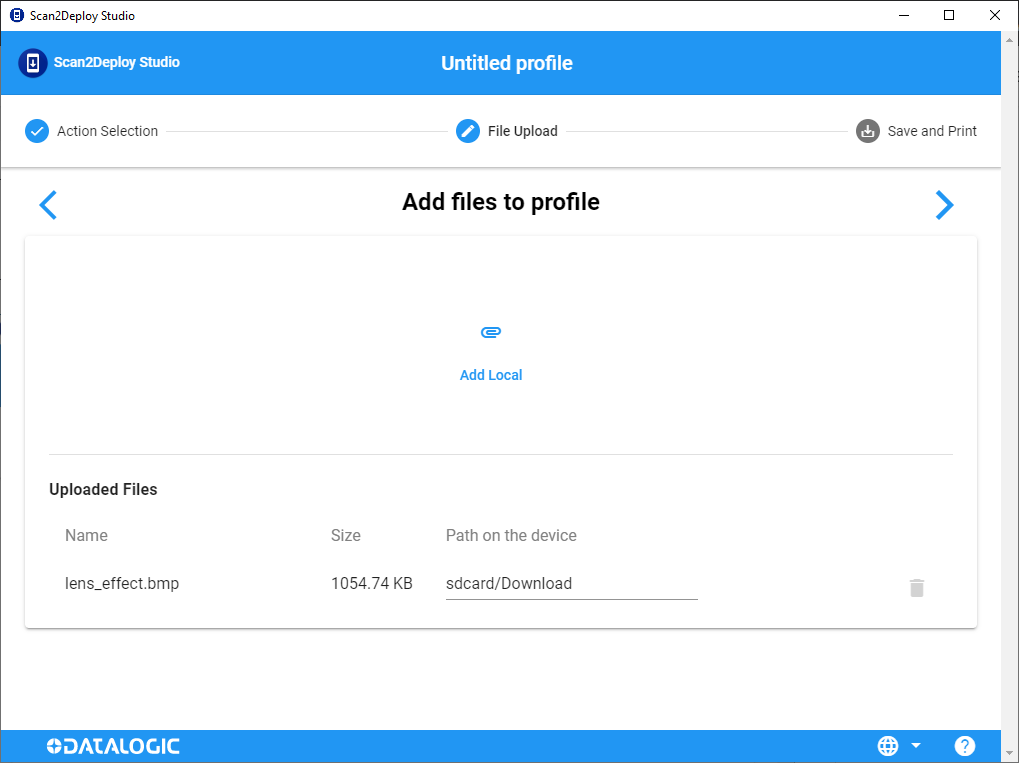 Scan2Deploy Studio
Scan2Deploy Studio
Untitled profile
Action Selection
File Upload
Save and Print
Add files to profile
Add Local
Uploaded Files
Name Size Path on the device
lens_effect.bmp 1054.74 KB sdcard/Download
DATALOGIC
?